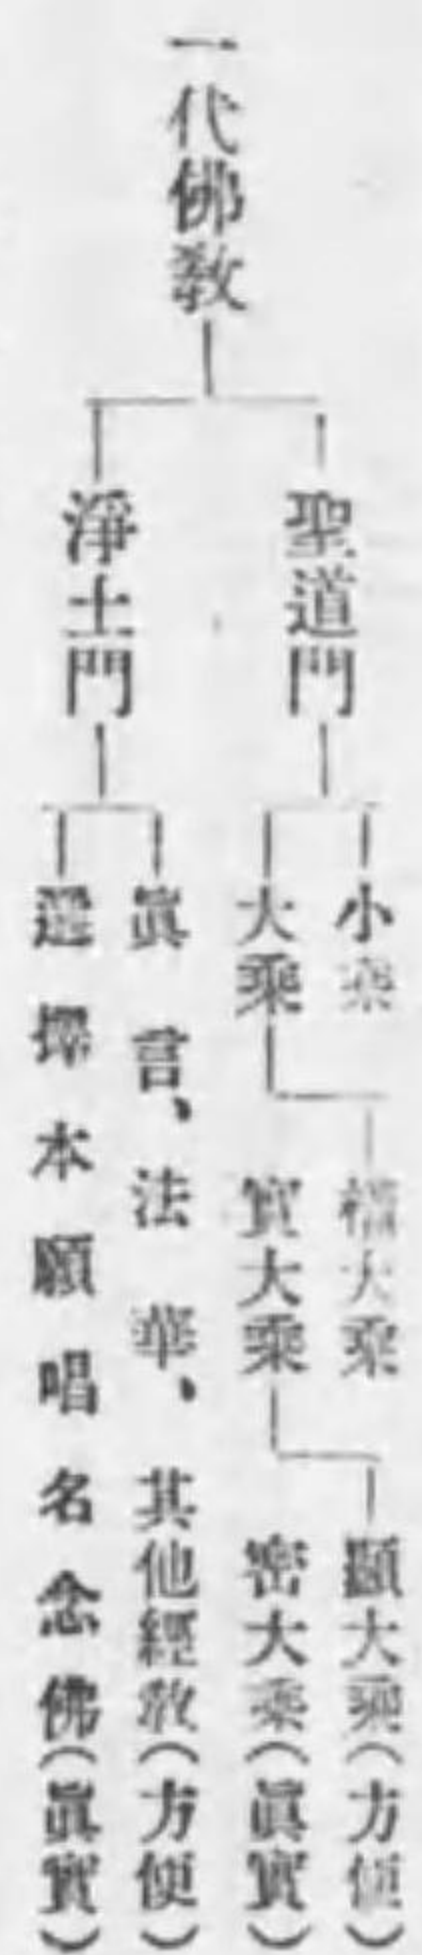 一代佛教
聖道門
小乘
大乘
權大乘
實大乘
顯大乘(方便)
密大乘(眞實)
淨土門
眞言、法華、其他經敎(方便)
選擇本願唱名念佛(眞實)